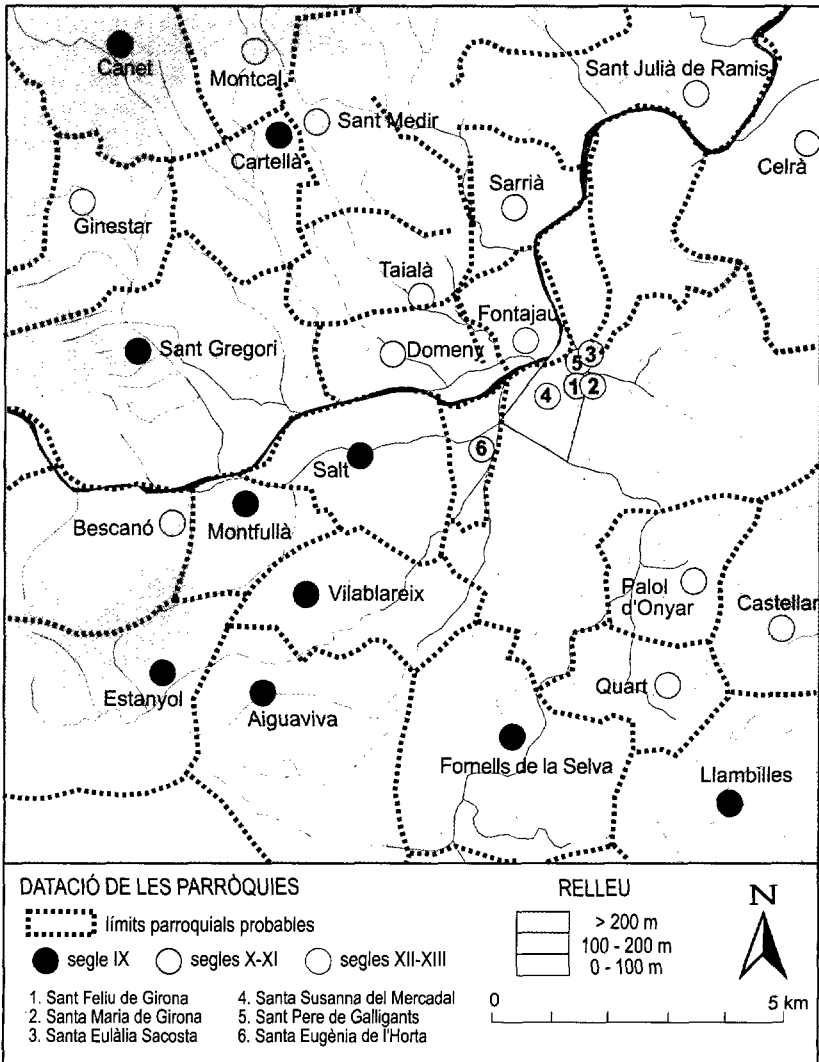 Canet
Montcal
Sant Julià de Ramis
Sant Medir
Cartellà
Celrà
Sarrià
Ginestar
Taialà
Fontajau
Sant Gregori
Domeny
3
5
1
2
4
6
Salt
Bescanó
Montfullà
Vilablareix
Palol
d'Onyar
Castellar
Estanyol
Quart
Aiguaviva
Fornells de la Selva
Llambilles
DATACIÓ DE LES PARRÒQUIES
límits parroquials probables
segle IX
segles X-XI
segles XII-XIII
1. Sant Feliu de Girona
2. Santa Maria de Girona
3. Santa Eulàlia Sacosta
4. Santa Susanna del Mercadal
5. Sant Pere de Galligants
6. Santa Eugènia de l'Horta
RELLEU
> 200 m
100 - 200 m
0 - 100 m
N
0
5 km